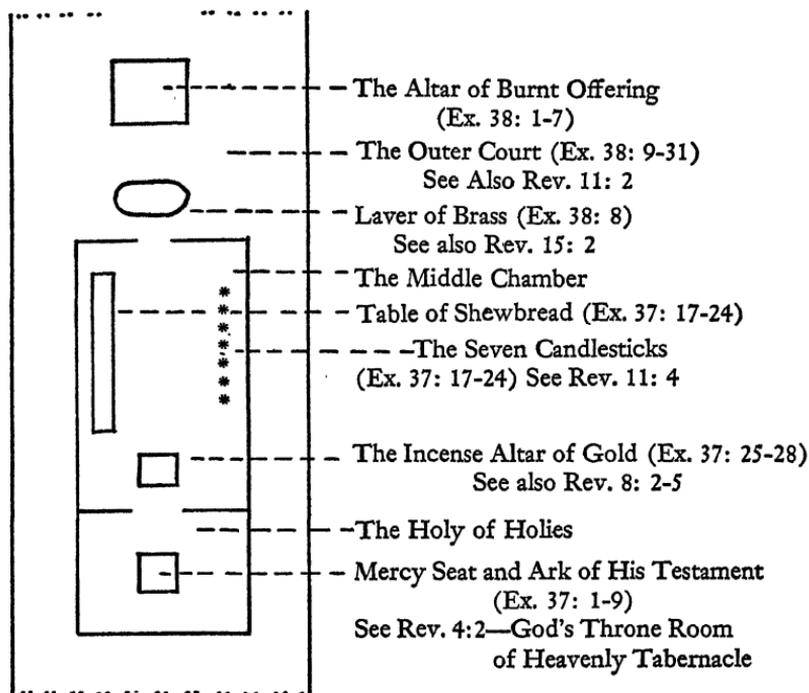 The Altar of Burnt Offering
(Ex. 38: 1-7)
The Outer Court (Ex. 38: 9-31)
See Also Rev. 11: 2
Laver of Brass (Ex. 38: 8)
See also Rev. 15: 2
The Middle Chamber
Table of Shewbread (Ex. 37: 17-24)
The Seven Candlesticks
(Ex. 37: 17-24) See Rev. 11: 4
The Incense Altar of Gold (Ex. 37: 25-28)
See also Rev. 8: 2-5
The Holy of Holies
Mercy Seat and Ark of His Testament
(Ex. 37: 1-9)
See Rev. 4:2—God's Throne Room
of Heavenly Tabernacle